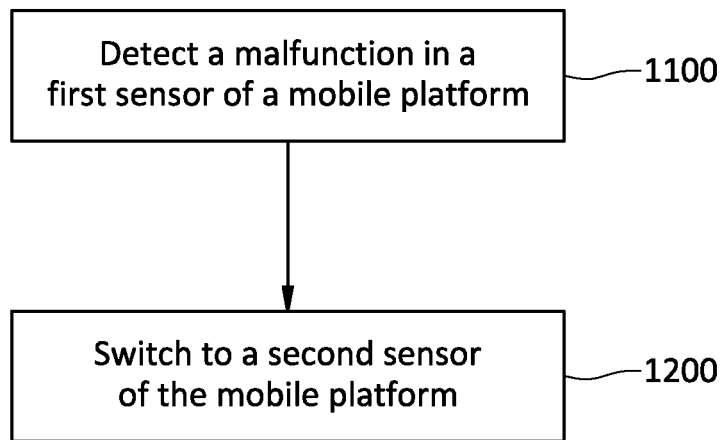 Detect a malfunction in a
first sensor of a mobile platform
1100
Switch to a second sensor
of the mobile platform
1200